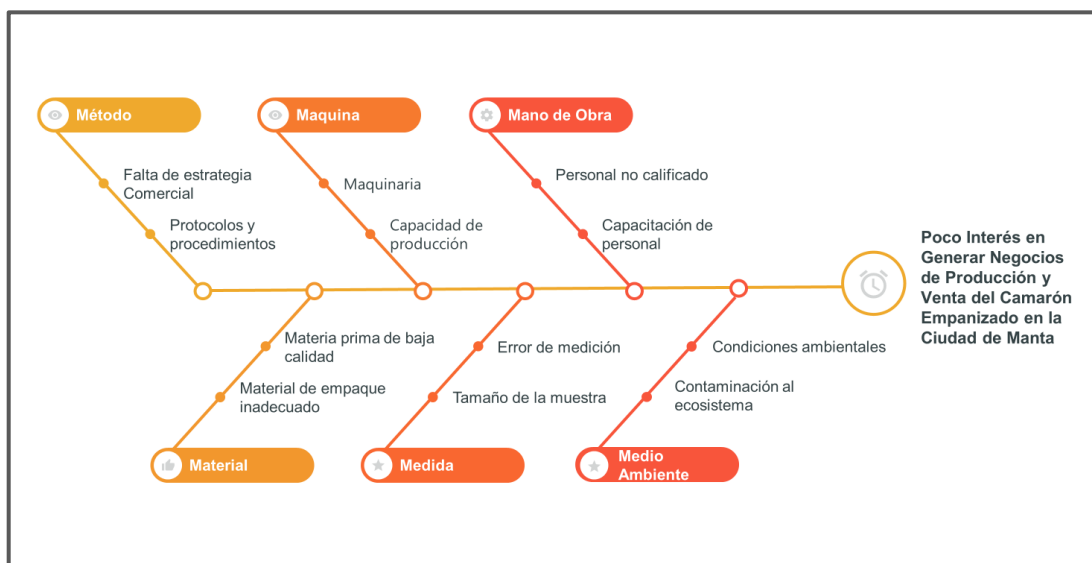 Método
Maquina
Mano de Obra
Falta de estrategia
Comercial
Protocolos y
procedimientos
Maquinaria
Capacidad de
producción
Personal no calificado
Capacitación de
personal
Poco Interés en
Generar Negocios
de Producción y
Venta del Camarón
Empanizado en la
Ciudad de Manta
Materia prima de baja
calidad
Material de empaque
inadecuado
Error de medición
Tamaño de la muestra
Condiciones ambientales
Contaminación al
ecosistema
Material
Medida
Medio
Ambiente